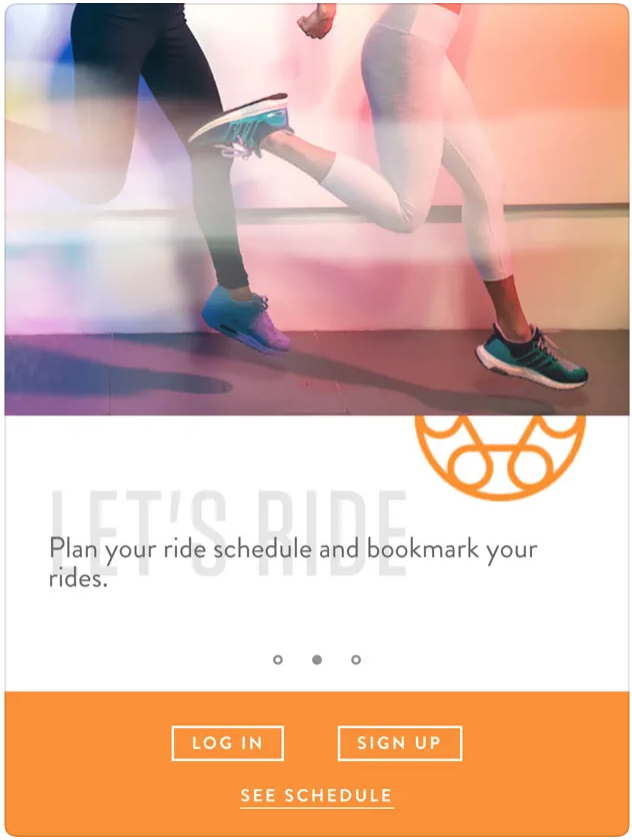 LET'S RIDE
Plan your ride schedule and bookmark your
rides.
LOG IN
SIGN UP
SEE SCHEDULE